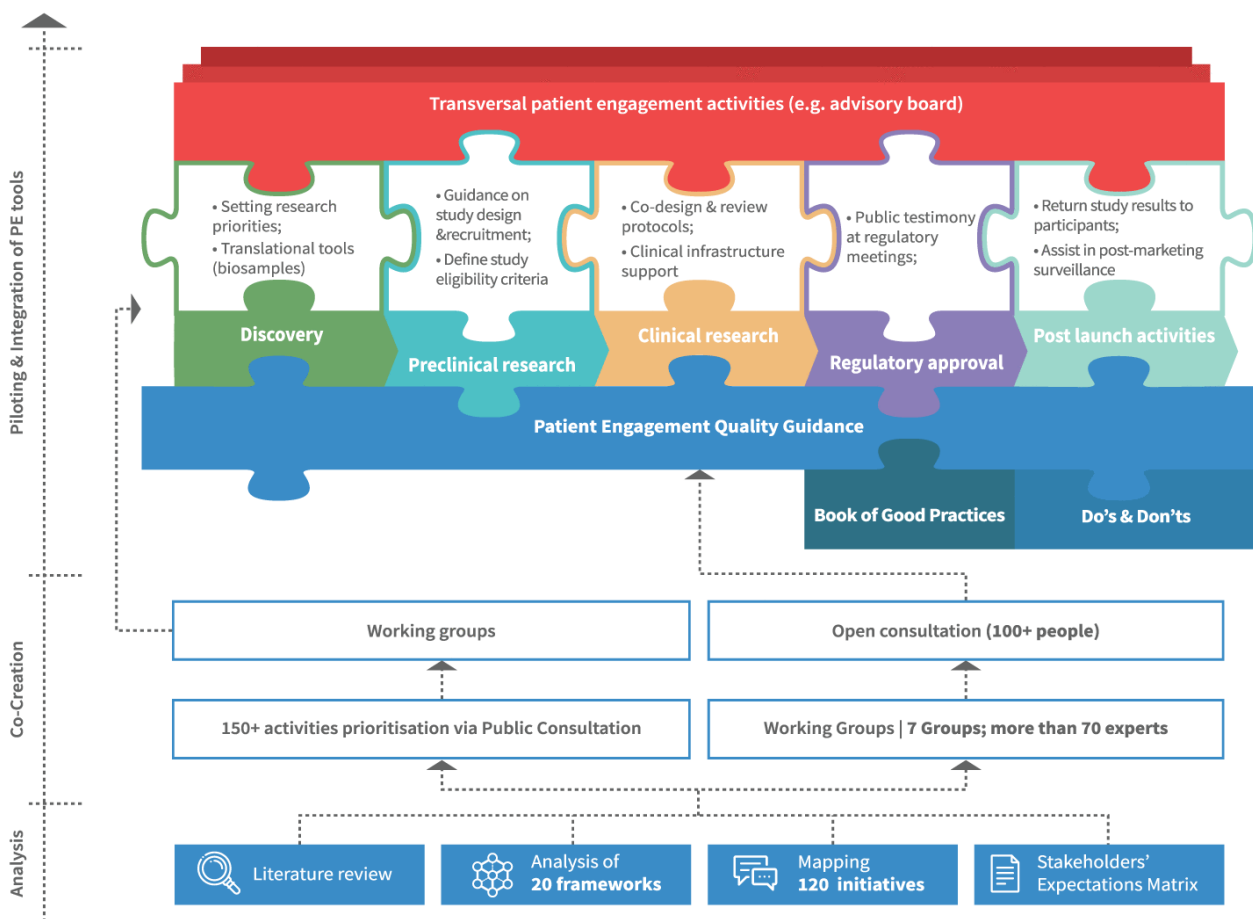 Transversal patient engagement activities (e.g. advisory board)
• Setting research
priorities;
• Translational tools
(biosamples)
• Guidance on
study design
&recruitment;
• Define study
eligibility criteria
• Co-design & review
protocols;
• Clinical infrastructure
support
• Public testimony
at regulatory
meetings;
• Return study results to
participants;
• Assist in post-marketing
surveillance
Discovery
Preclinical research
Clinical research
Regulatory approval
Post launch activities
Patient Engagement Quality Guidance
Book of Good Practices
Do's & Don'ts
Piloting & Integration of PE tools
Working groups
Open consultation (100+ people)
150+ activities prioritisation via Public Consultation
Working Groups | 7 Groups; more than 70 experts
Co-Creation
Literature review
Analysis of
20 frameworks
Mapping
120 initiatives
Stakeholders'
Expectations Matrix
Analysis